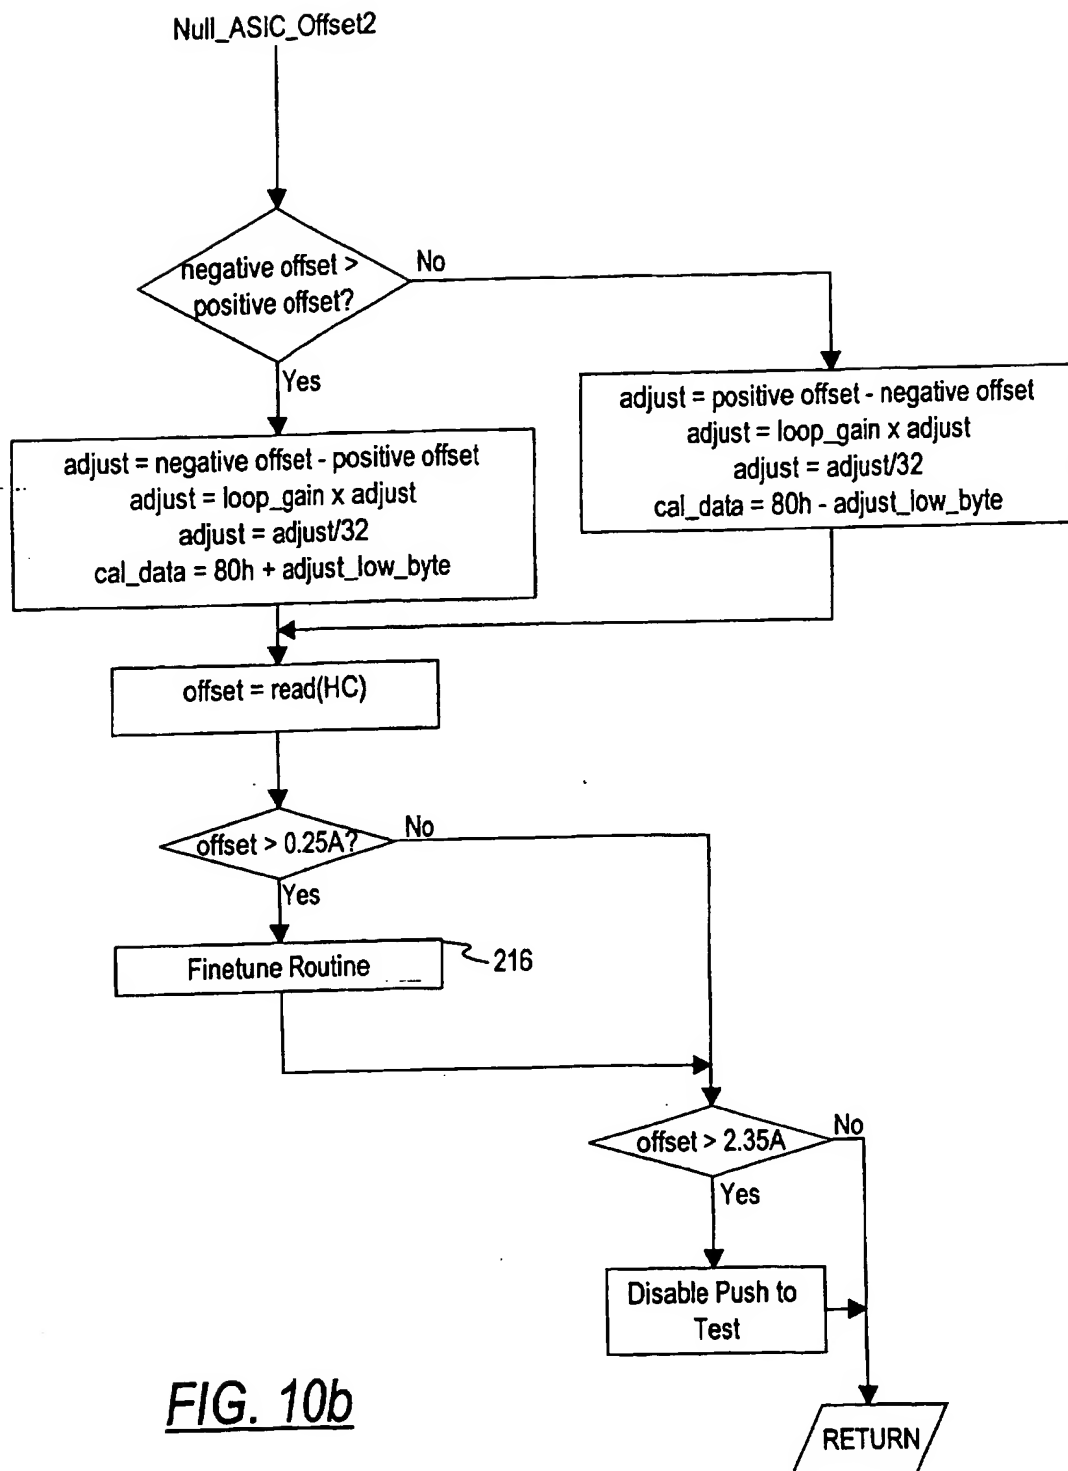 Null_ASIC_Offset2
negative offset >
positive offset?
No
Yes
adjust = positive offset - negative offset
adjust = loop_gain x adjust
adjust = adjust/32
cal_data = 80h - adjust_low_byte
adjust = negative offset - positive offset
adjust = loop_gain x adjust
adjust = adjust/32
cal_data = 80h + adjust_low_byte
offset = read(HC)
offset > 0.25A?
No
Yes
Finetune Routine
216
offset > 2.35A
No
Yes
Disable Push to
Test
RETURN
FIG. 10b